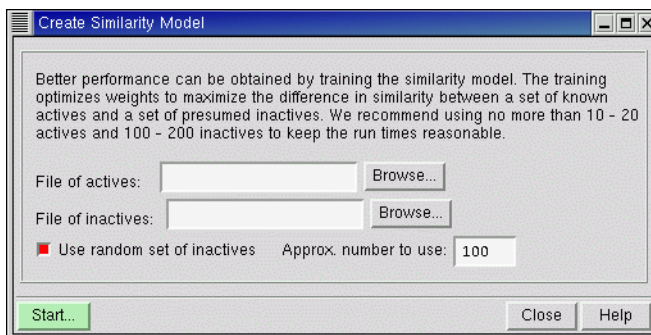 Create Similarity Model
Better performance can be obtained by training the similarity model. The training
optimizes weights to maximize the difference in similarity between a set of known
actives and a set of presumed inactives. We recommend using no more than 10 - 20
actives and 100 - 200 inactives to keep the run times reasonable.
File of actives: Browse...
File of inactives: Browse...
Use random set of inactives Approx. number to use: 100
Start... Close Help